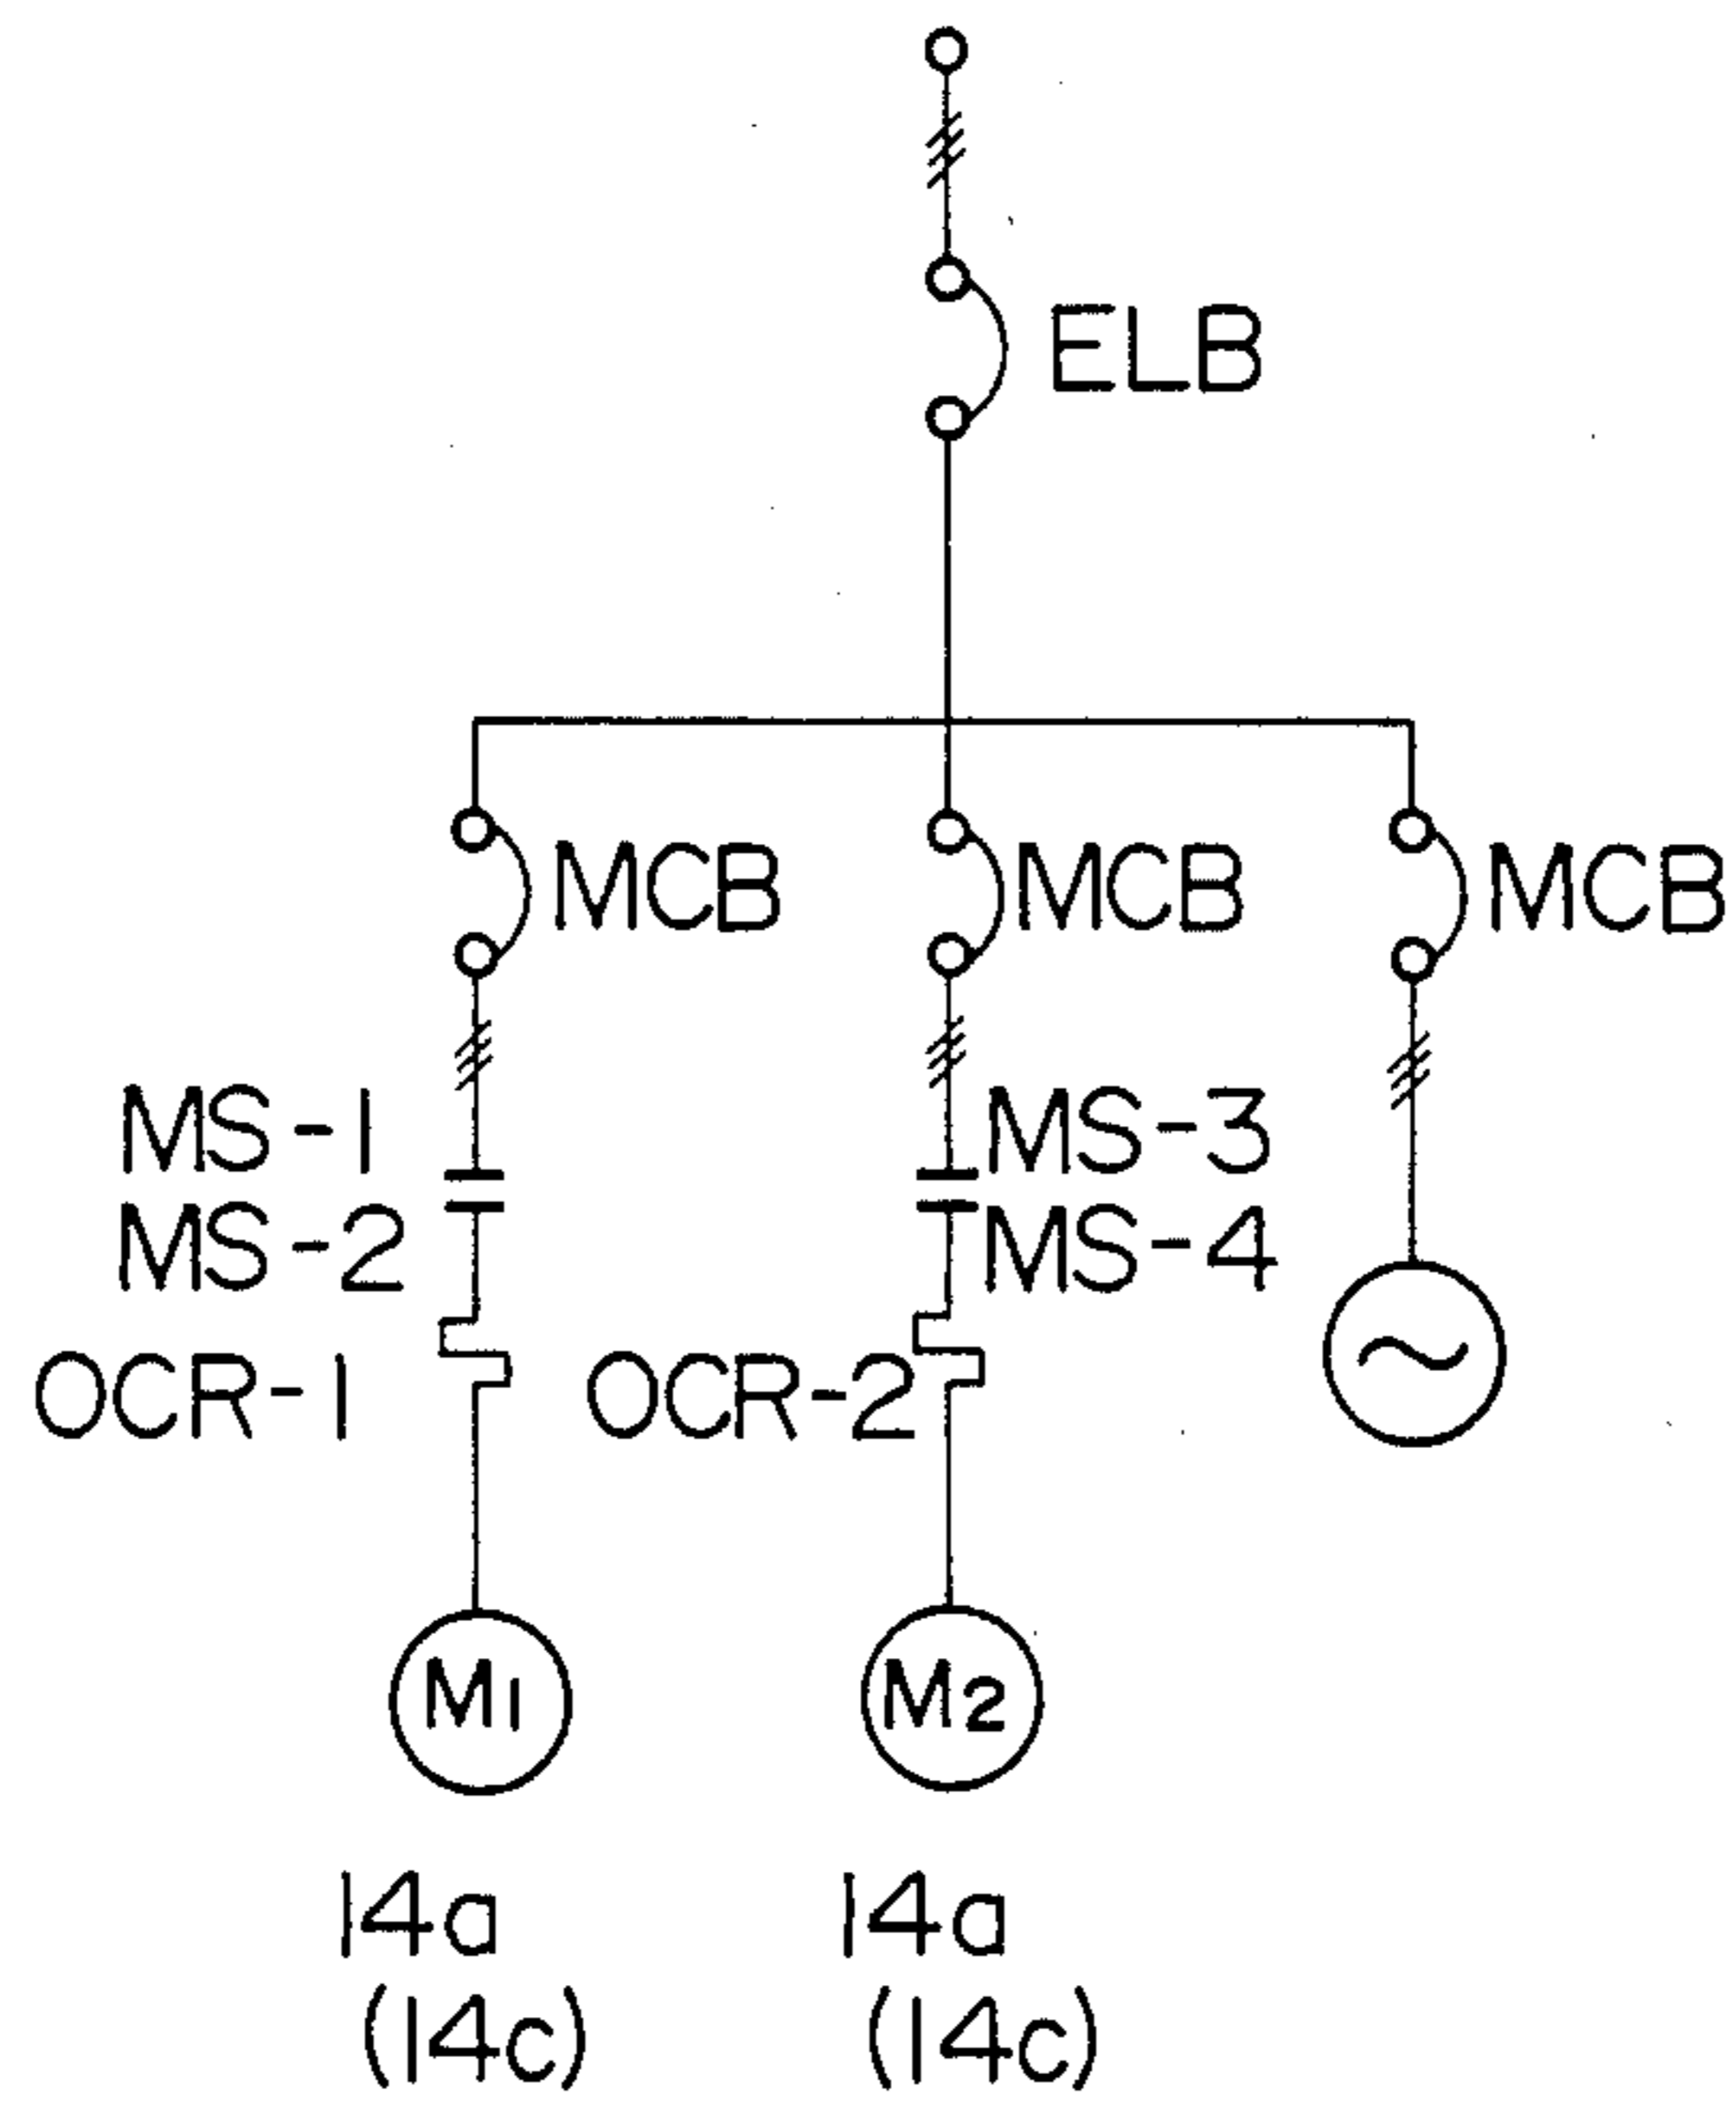 ELB
MCB
MCB
MCB
MS-1
MS-3
MS-2
MS-4
OCR-1
OCR-2
M1
M2
14a
14a
(14c)
(14c)